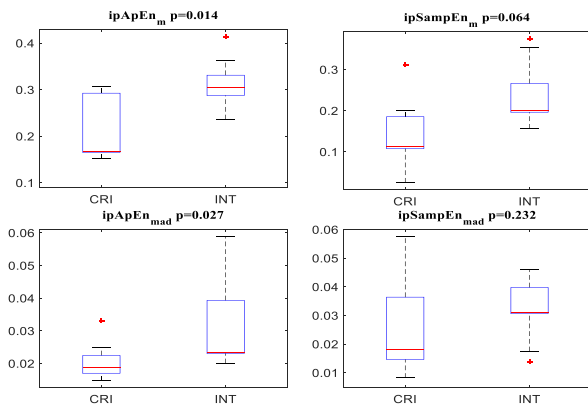 ipApEn_m p=0.014
0.4
0.3
0.2
0.1
CRI INT
ipSampEn_m p=0.064
0.3
0.2
0.1
CRI INT
ipApEn_mad p=0.027
0.06
0.05
0.04
0.03
0.02
CRI INT
ipSampEn_mad p=0.232
0.06
0.05
0.04
0.03
0.02
0.01
CRI INT